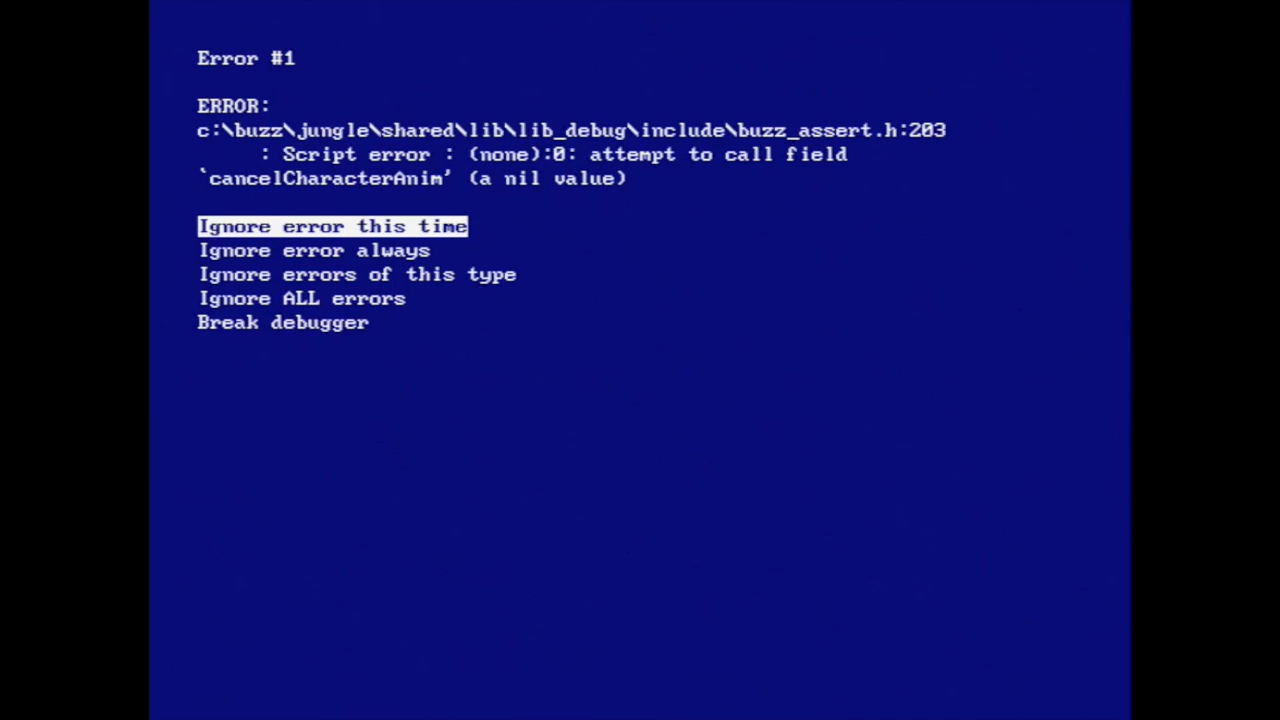 Error #1
ERROR:
c:\buzz\jungle\shared\lib\lib_debug\include\buzz_assert.h:203
: Script error : (none):0: attempt to call field
`cancelCharacterAnim' (a nil value)
Ignore error this time
Ignore error always
Ignore errors of this type
Ignore ALL errors
Break debugger